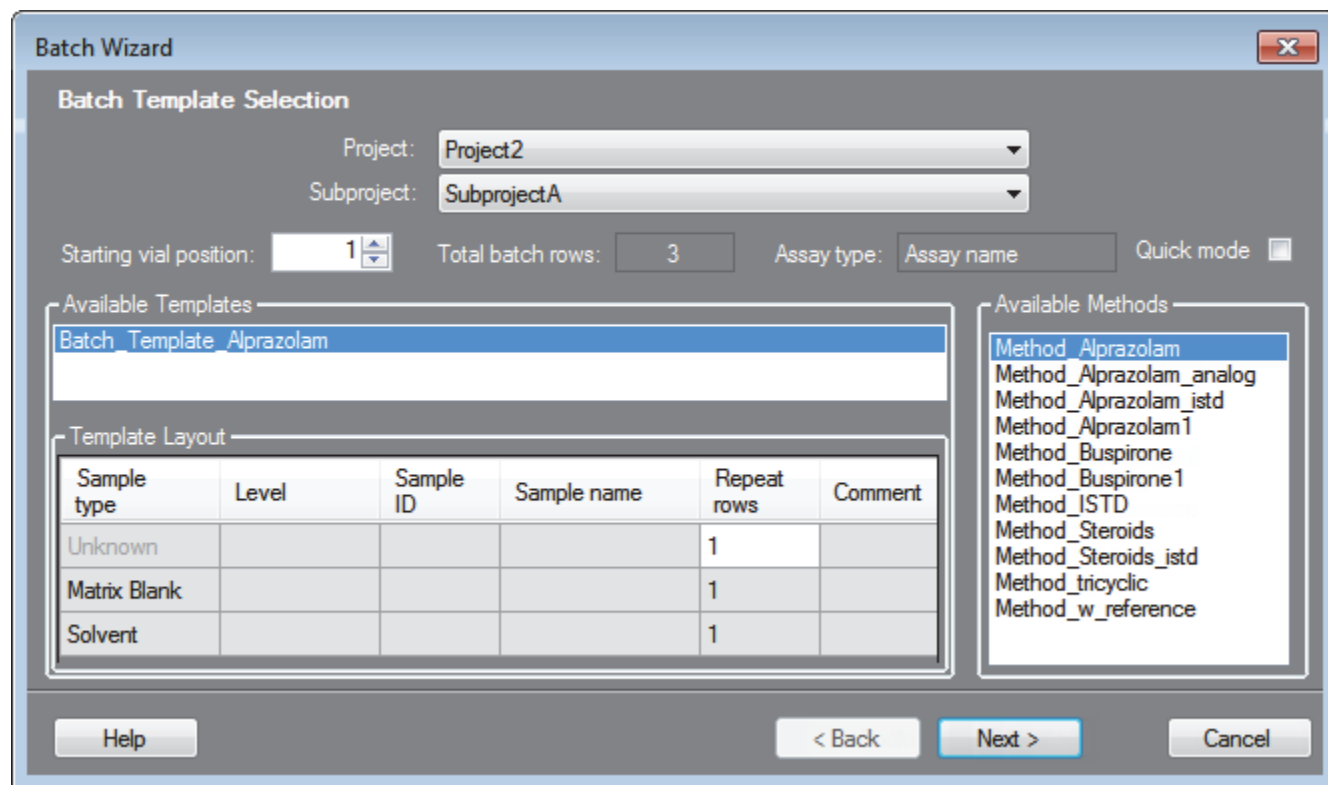 Batch Wizard
Batch Template Selection
Project: Project2
Subproject: SubprojectA
Starting vial position: 1 Total batch rows: 3 Assay type: Assay name Quick mode
Available Templates
Batch_Template_Alprazolam
Template Layout
Sample type Level Sample ID Sample name Repeat rows Comment
Unknown 1
Matrix Blank 1
Solvent 1
Available Methods
Method_Alprazolam
Method_Alprazolam_analog
Method_Alprazolam_istd
Method_Alprazolam1
Method_Buspirone
Method_Buspirone1
Method_ISTD
Method_Steroids
Method_Steroids_istd
Method_tricyclic
Method_w_reference
Help < Back Next > Cancel